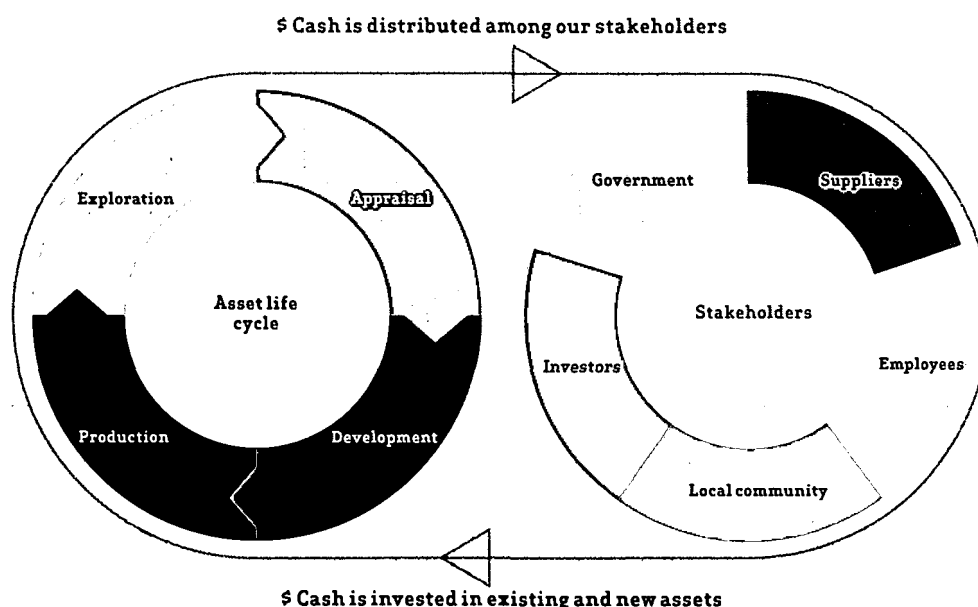 $ Cash is distributed among our stakeholders
Exploration
Appraisal
Asset life
cycle
Production
Development
Government
Suppliers
Stakeholders
Investors
Employees
Local community
$ Cash is invested in existing and new assets